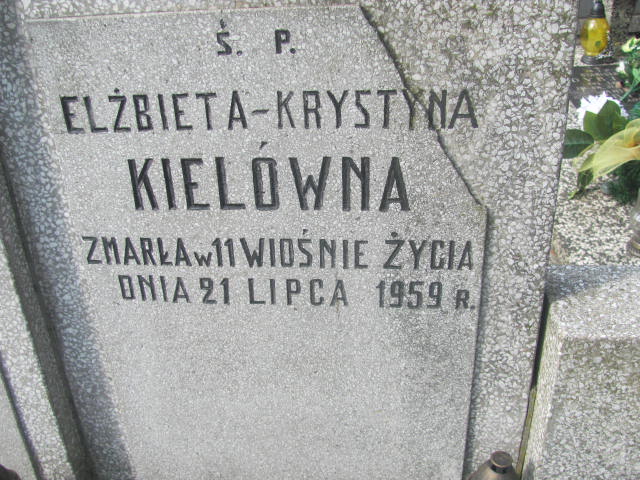 Ś. P.
ELŻBIETA-KRYSTYNA
KIELÓWNA
ZMARŁA w 11 WIOŚNIE ŻYCIA
DNIA 21 LIPCA 1959 R.